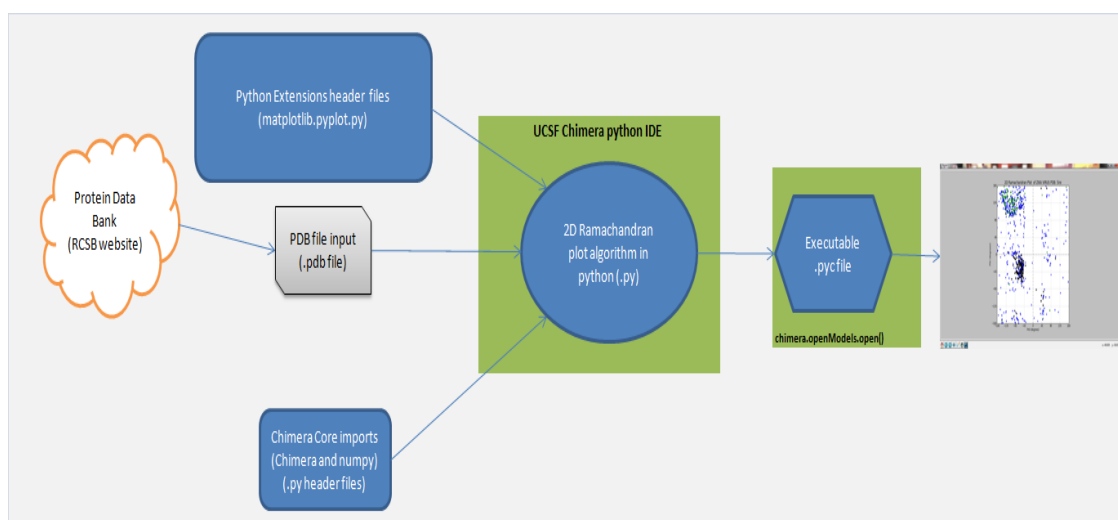 Python Extensions header files
(matplotlib.pyplot.py)
UCSF Chimera python IDE
Protein Data
Bank
(RCSB website)
PDB file input
(.pdb file)
2D Ramachandran
plot algorithm in
python (.py)
Executable
.pyc file
chimera.openModels.open()
Chimera Core imports
(Chimera and numpy)
(.py header files)